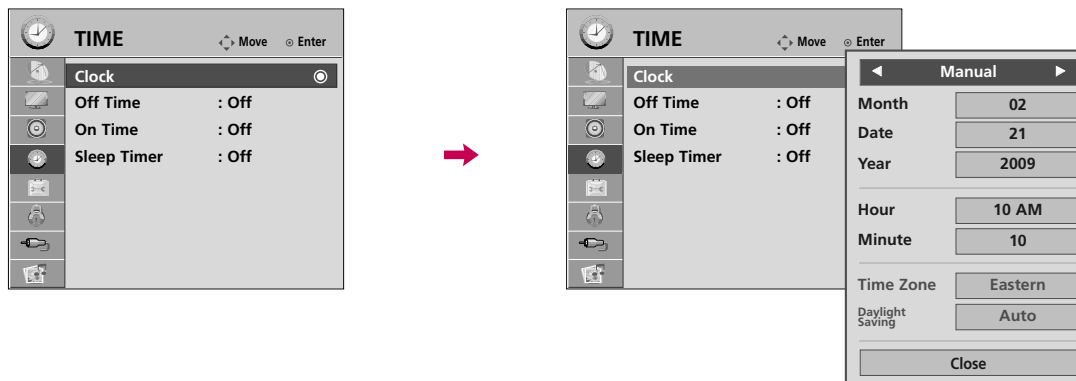 TIME
Move
Enter
Clock
Off Time : Off
On Time : Off
Sleep Timer : Off
TIME
Move
Enter
Clock
Off Time : Off
On Time : Off
Sleep Timer : Off
◀ Manual ▶
Month 02
Date 21
Year 2009
Hour 10 AM
Minute 10
Time Zone Eastern
Daylight
Saving
Auto
Close